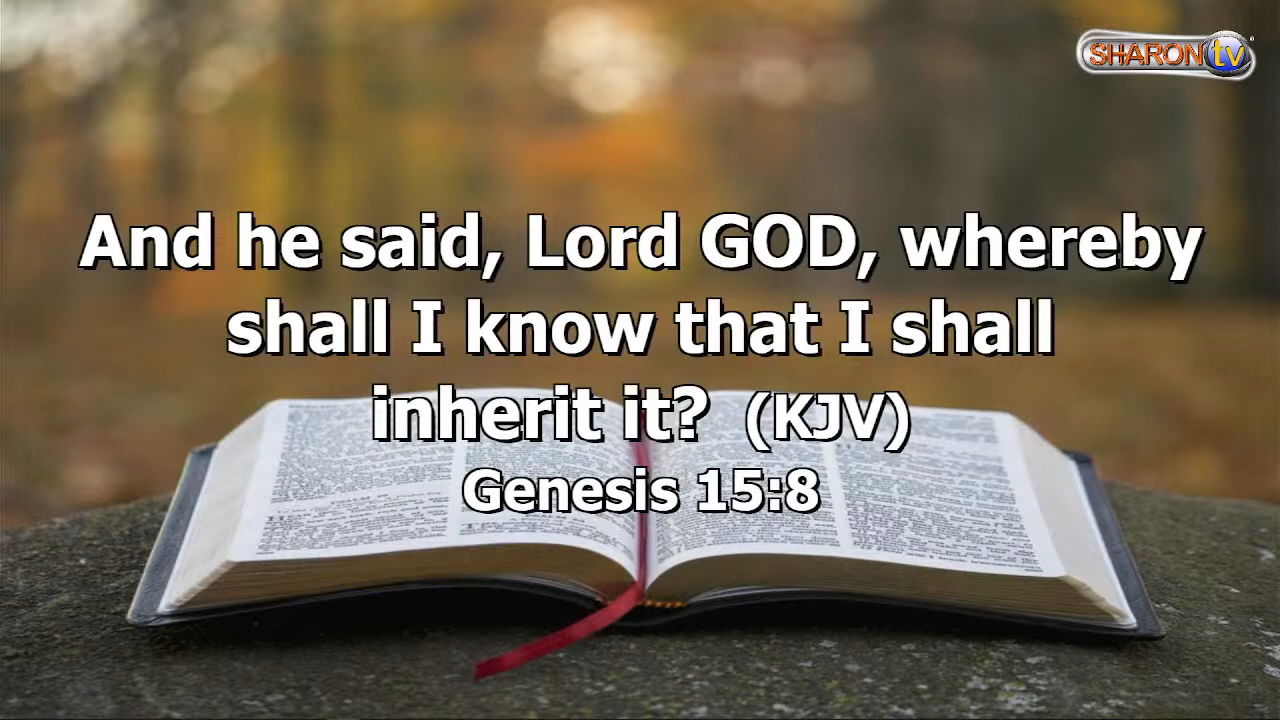 SHARON tv
And he said, Lord GOD, whereby
shall I know that I shall
inherit it? (KJV)
Genesis 15:8